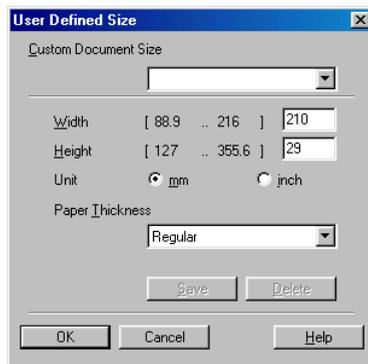 User Defined Size
Custom Document Size
Width [ 88.9 .. 216 ] 210
Height [ 127 .. 355.6 ] 29
Unit mm inch
Paper Thickness
Regular
Save Delete
OK Cancel Help